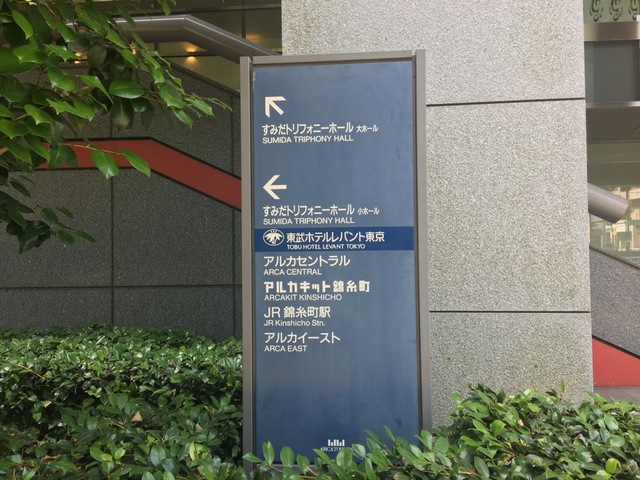 すみだトリフォニーホール 大ホール
SUMIDA TRIPHONY HALL
すみだトリフォニーホール 小ホール
SUMIDA TRIPHONY HALL
東武ホテルレバント東京
TOBU HOTEL LEVANT TOKYO
アルカセントラル
ARCA CENTRAL
アルカキット錦糸町
ARCAKIT KINSHICHO
JR 錦糸町駅
JR Kinshicho Stn.
アルカイースト
ARCA EAST